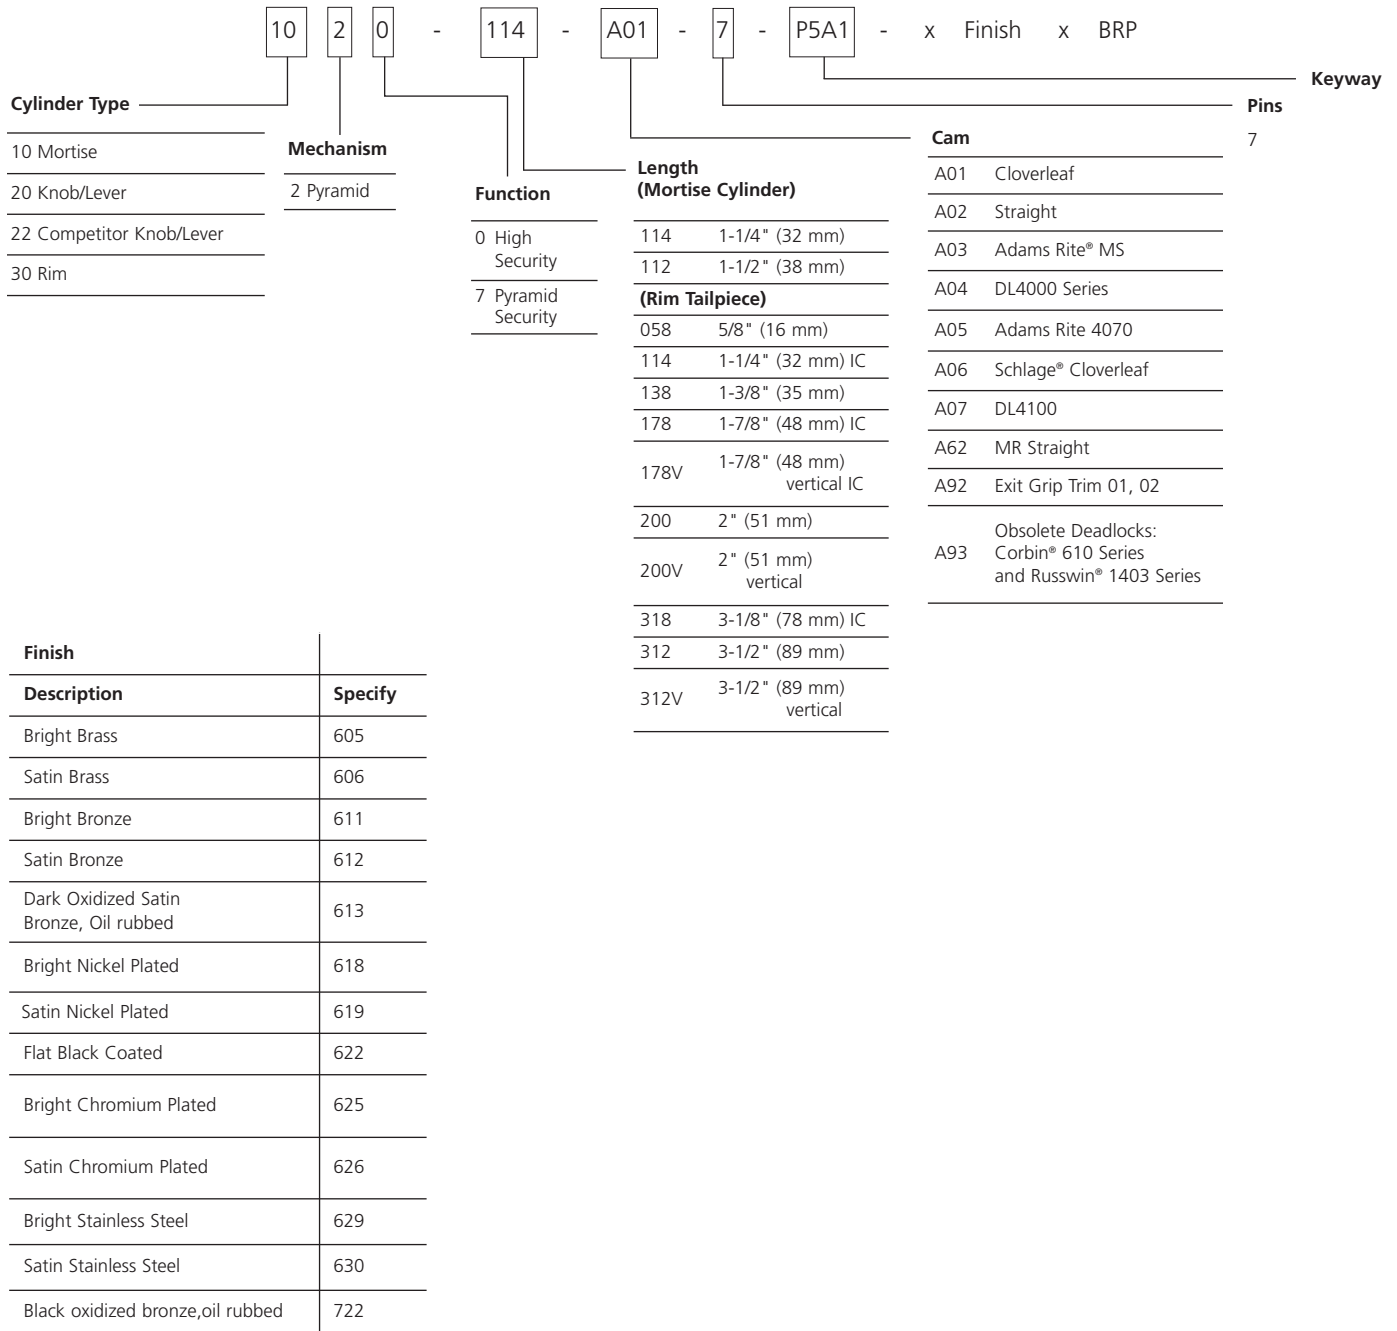 10 2 0 - 114 - A01 - 7 - P5A1 - x Finish x BRP
Keyway
Pins
7
Cylinder Type
10 Mortise
20 Knob/Lever
22 Competitor Knob/Lever
30 Rim
Mechanism
2 Pyramid
Function
0 High
Security
7 Pyramid
Security
Length
(Mortise Cylinder)
114 1-1/4" (32 mm)
112 1-1/2" (38 mm)
(Rim Tailpiece)
058 5/8" (16 mm)
114 1-1/4" (32 mm) IC
138 1-3/8" (35 mm)
178 1-7/8" (48 mm) IC
178V 1-7/8" (48 mm)
vertical IC
200 2" (51 mm)
200V 2" (51 mm)
vertical
318 3-1/8" (78 mm) IC
312 3-1/2" (89 mm)
312V 3-1/2" (89 mm)
vertical
Cam
A01 Cloverleaf
A02 Straight
A03 Adams Rite® MS
A04 DL4000 Series
A05 Adams Rite 4070
A06 Schlage® Cloverleaf
A07 DL4100
A62 MR Straight
A92 Exit Grip Trim 01, 02
A93 Obsolete Deadlocks:
Corbin® 610 Series
and Russwin® 1403 Series
Finish
Description Specify
Bright Brass 605
Satin Brass 606
Bright Bronze 611
Satin Bronze 612
Dark Oxidized Satin
Bronze, Oil rubbed 613
Bright Nickel Plated 618
Satin Nickel Plated 619
Flat Black Coated 622
Bright Chromium Plated 625
Satin Chromium Plated 626
Bright Stainless Steel 629
Satin Stainless Steel 630
Black oxidized bronze,oil rubbed 722